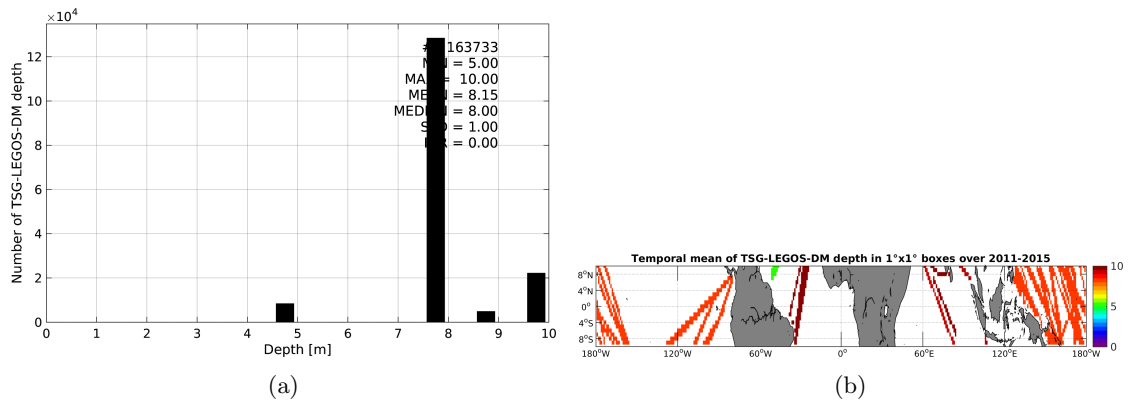 ×10⁴
12
10
8
6
4
2
0
Number of TSG-LEGOS-DM depth
163733
= 5.00
= 10.00
= 8.15
= 8.00
= 1.00
= 0.00
0 1 2 3 4 5 6 7 8 9 10
Depth [m]
(a)
Temporal mean of TSG-LEGOS-DM depth in 1°x1° boxes over 2011-2015
8°N
4°N
0°
4°S
8°S
180°W 120°W 60°W 0° 60°E 120°E 180°W
10
5
0
(b)